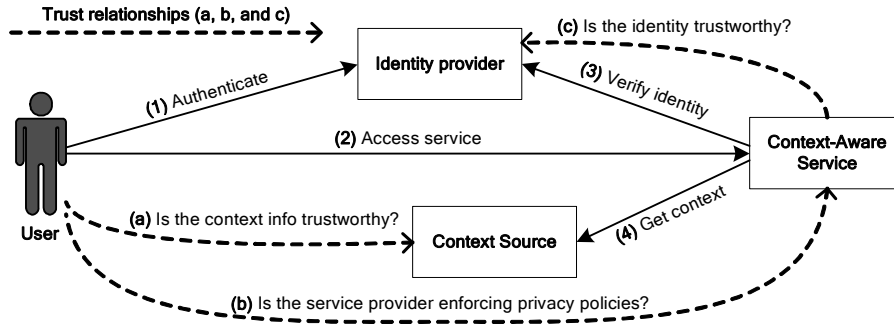 Trust relationships (a, b, and c)
(c) Is the identity trustworthy?
Identity provider
(1) Authenticate
(3) Verify identity
(2) Access service
Context-Aware
Service
User
(a) Is the context info trustworthy?
Context Source
(4) Get context
(b) Is the service provider enforcing privacy policies?